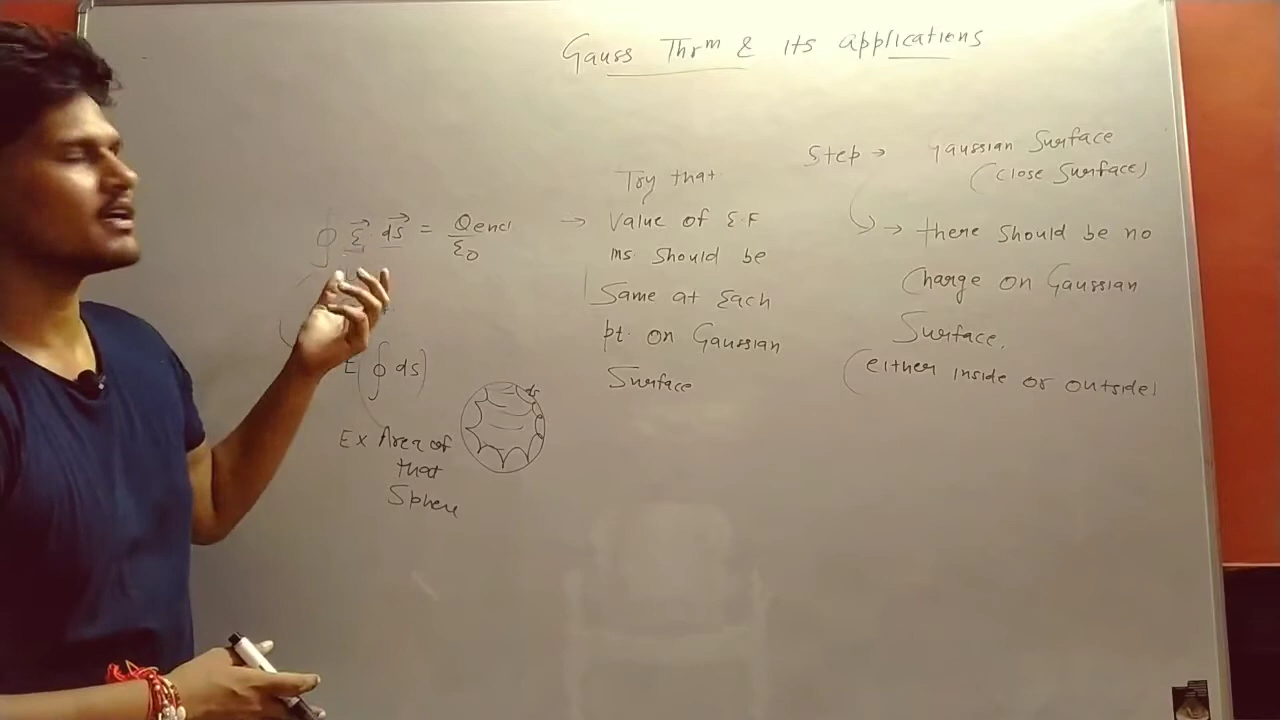 Gauss Thrm & its applications
Step → gaussian Surface
(Close Surface)
→ there should be no
Charge on Gaussian
Surface.
(either inside or outside)
∮ E⃗ ds⃗ = Qencl / ε0
→ Try that
Value of E.F
should be
Same at Each
pt. on Gaussian
Surface
E(∮ ds)
ds
E x Area of
that
Sphere